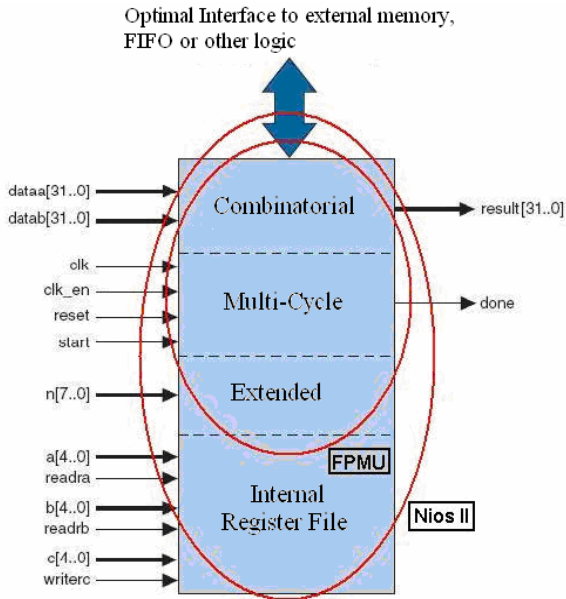 Optimal Interface to external memory,
FIFO or other logic
dataa[31..0]
datab[31..0]
Combinatorial
result[31..0]
clk
clk_en
reset
start
Multi-Cycle
done
n[7..0]
Extended
a[4..0]
readra
b[4..0]
readrb
c[4..0]
writerc
FPMU
Internal
Register File
Nios II